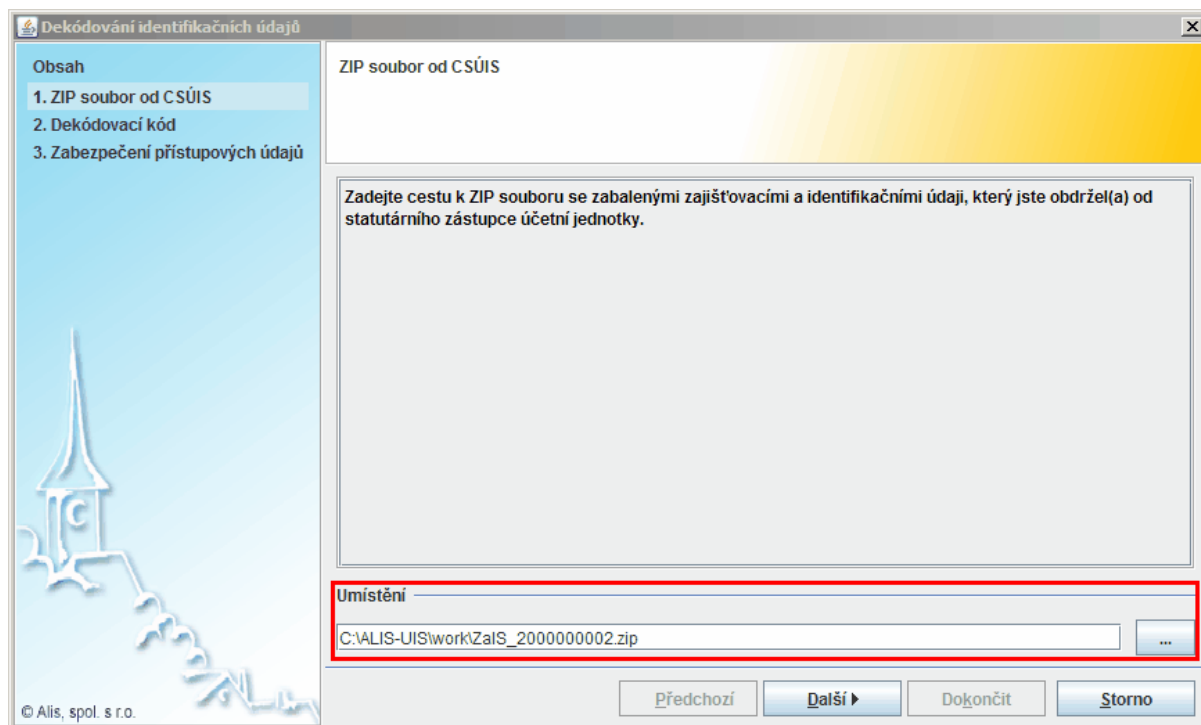 Dekódování identifikačních údajů
Obsah
1. ZIP soubor od CSÚIS
2. Dekódovací kód
3. Zabezpečení přístupových údajů
© Alis, spol. s r.o.
ZIP soubor od CSÚIS
Zadejte cestu k ZIP souboru se zabalenými zajišťovacími a identifikačními údaji, který jste obdržel(a) od
statutárního zástupce účetní jednotky.
Umístění
C:\ALIS-UIS\work\ZaIS_2000000002.zip
...
Předchozí
Další
Dokončit
Storno